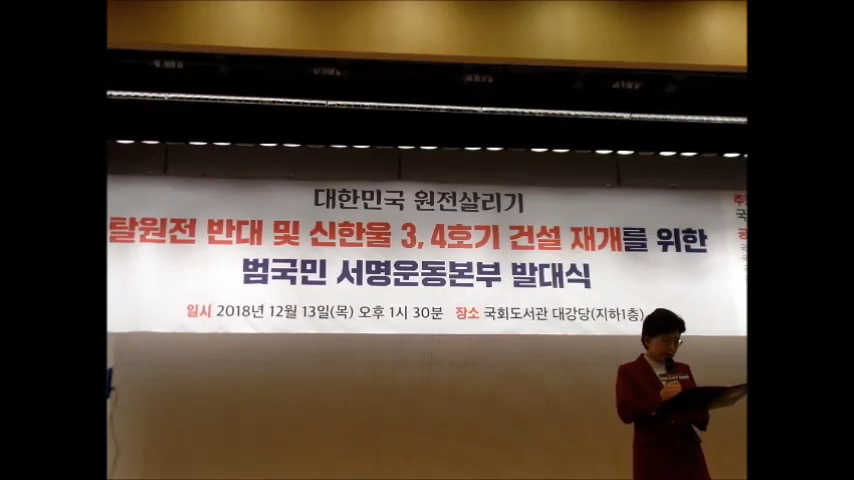 대한민국 원전살리기
탈원전 반대 및 신한울 3, 4호기 건설 재개를 위한
범국민 서명운동본부 발대식
일시 2018년 12월 13일(목) 오후 1시 30분 장소 국회도서관 대강당(지하1층)